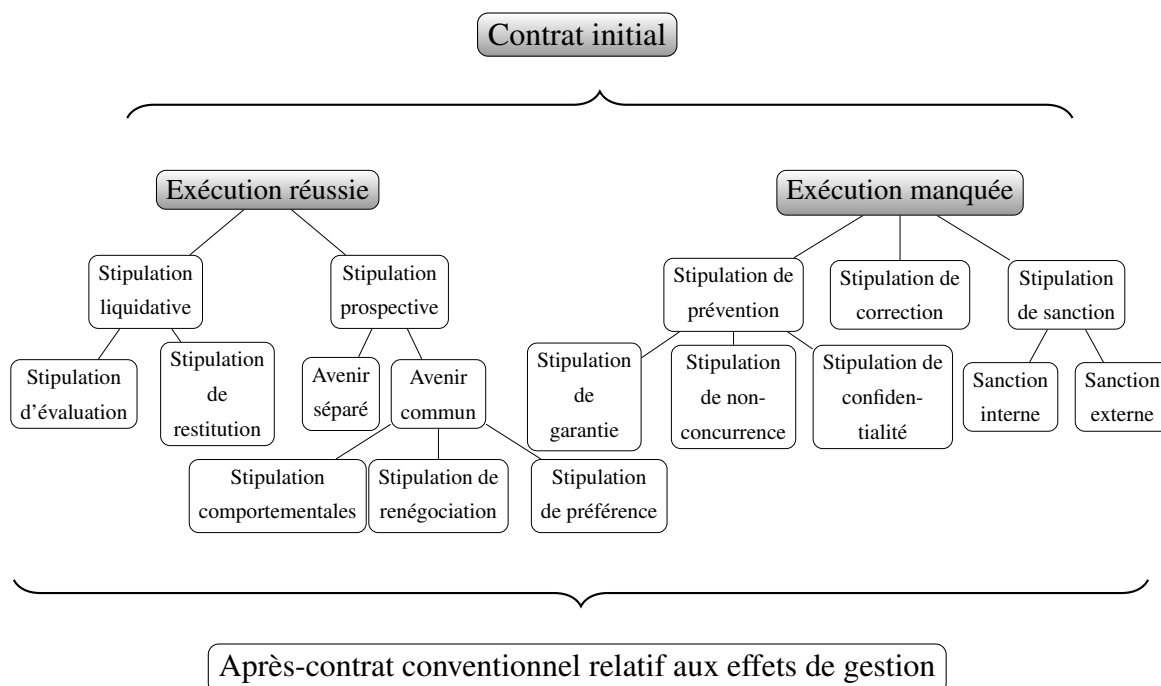 Contrat initial
Exécution réussie
Exécution manquée
Stipulation
liquidative
Stipulation
prospective
Stipulation de
prévention
Stipulation de
correction
Stipulation
de sanction
Stipulation
d'évaluation
Stipulation
de
restitution
Avenir
séparé
Avenir
commun
Stipulation
de
garantie
Stipulation
de non-
concurrence
Stipulation de
confiden-
tialité
Sanction
interne
Sanction
externe
Stipulation
comportementales
Stipulation de
renégociation
Stipulation
de préférence
Après-contrat conventionnel relatif aux effets de gestion